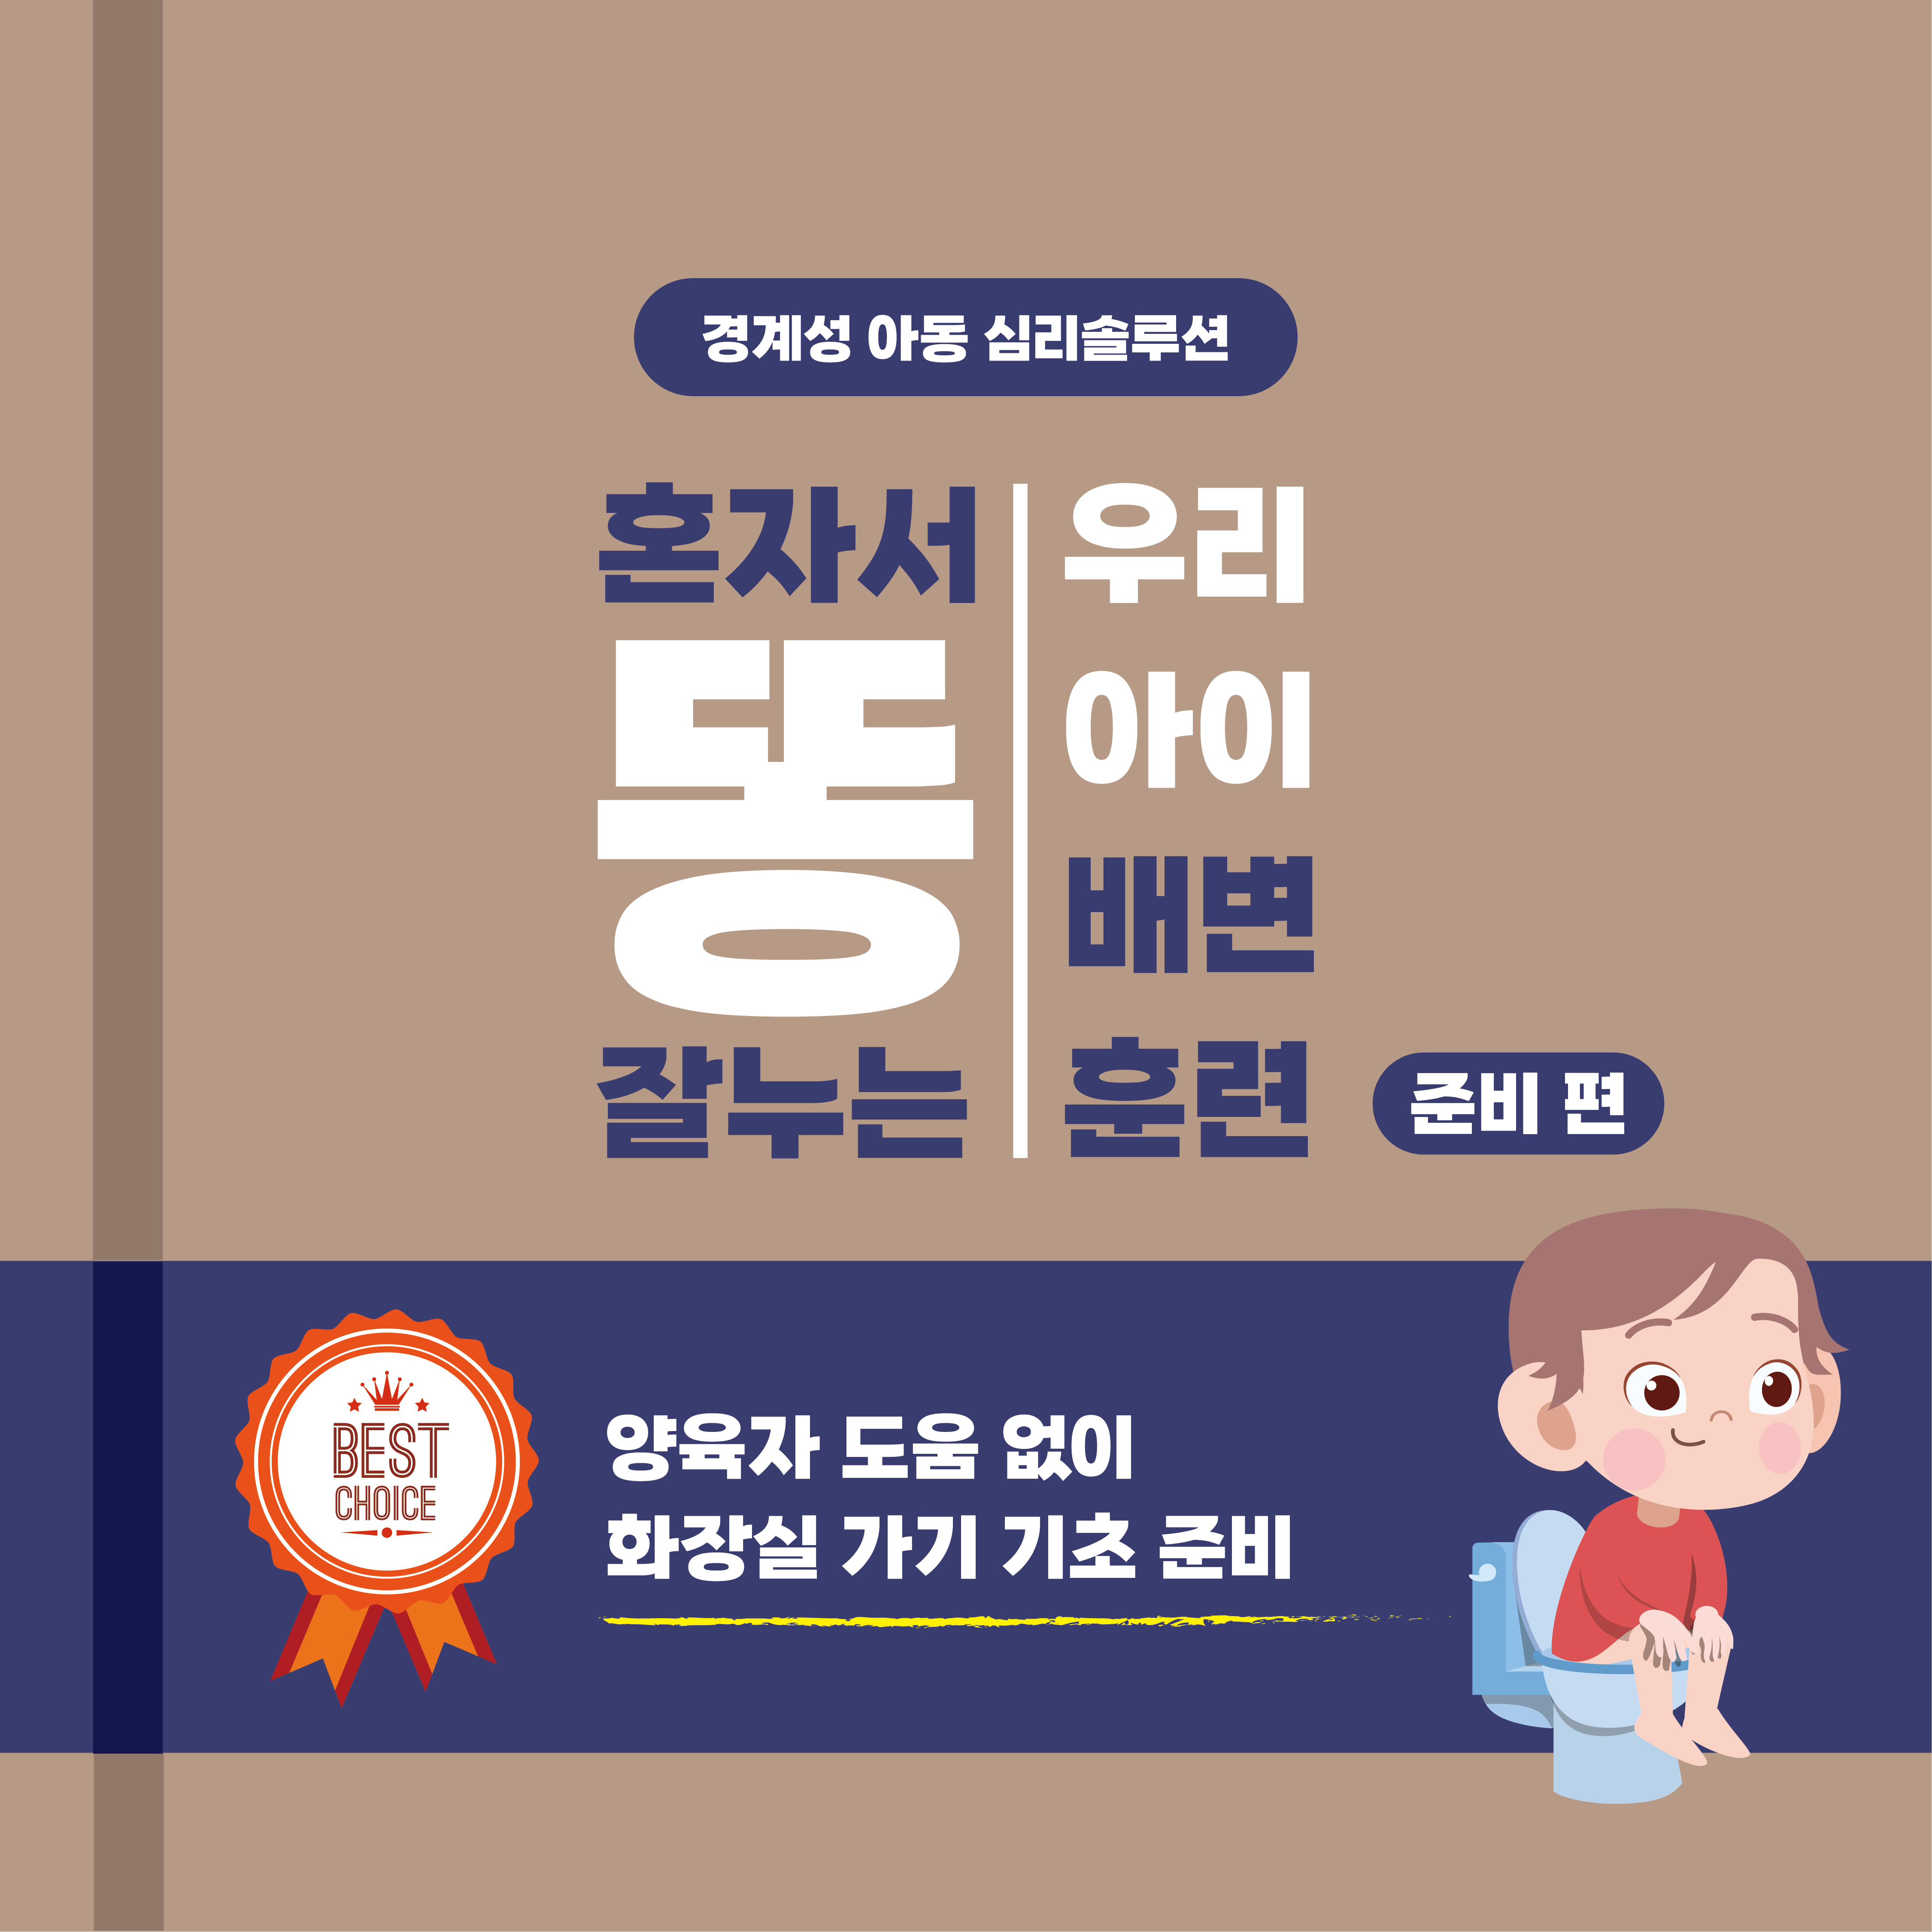 경계성 아동 심리솔루션
혼자서
똥
잘누는
우리
아이
배변
훈련
준비 편
BEST
CHOICE
양육자 도움 없이
화장실 가기 기초 준비